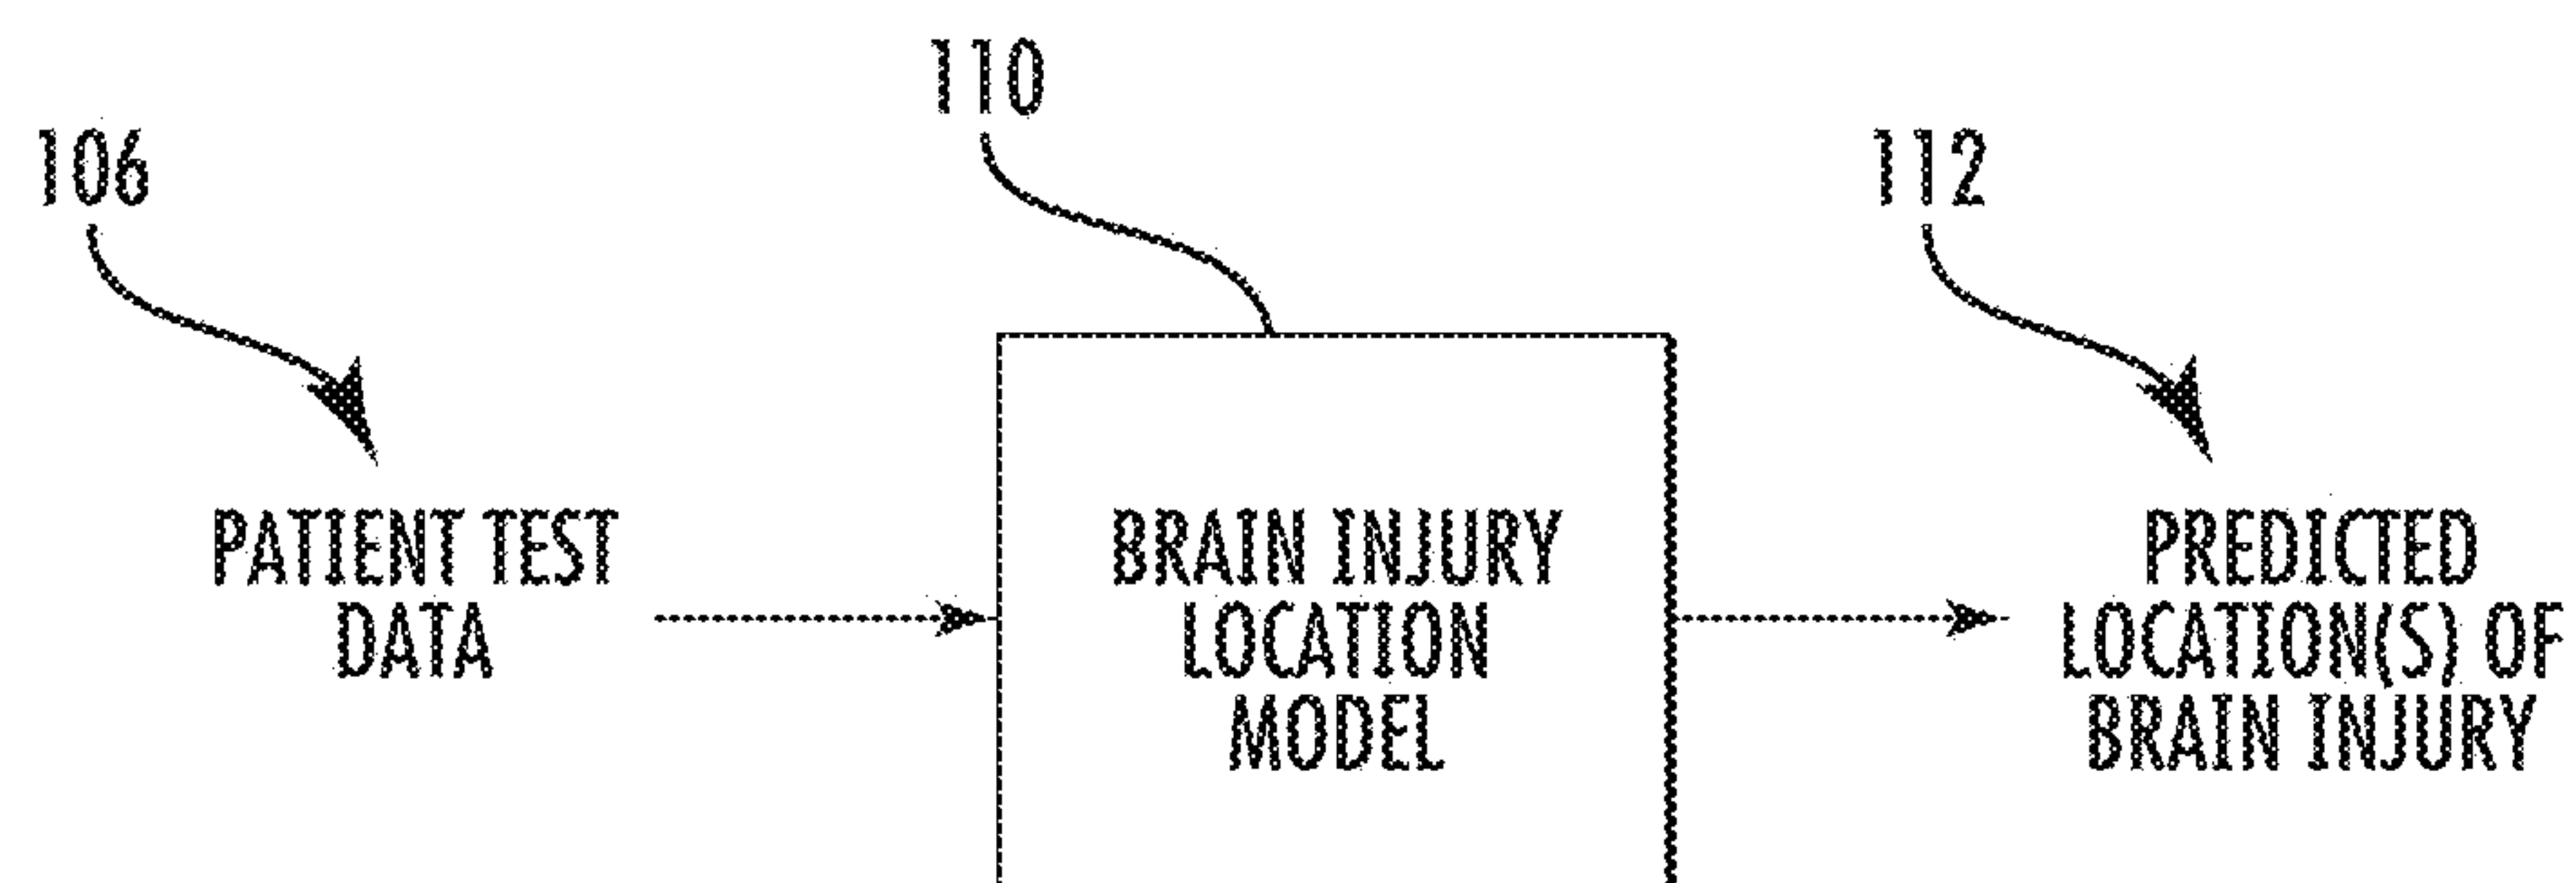 110
106
112
PATIENT TEST
DATA
BRAIN INJURY
LOCATION
MODEL
PREDICTED
LOCATION(S) OF
BRAIN INJURY